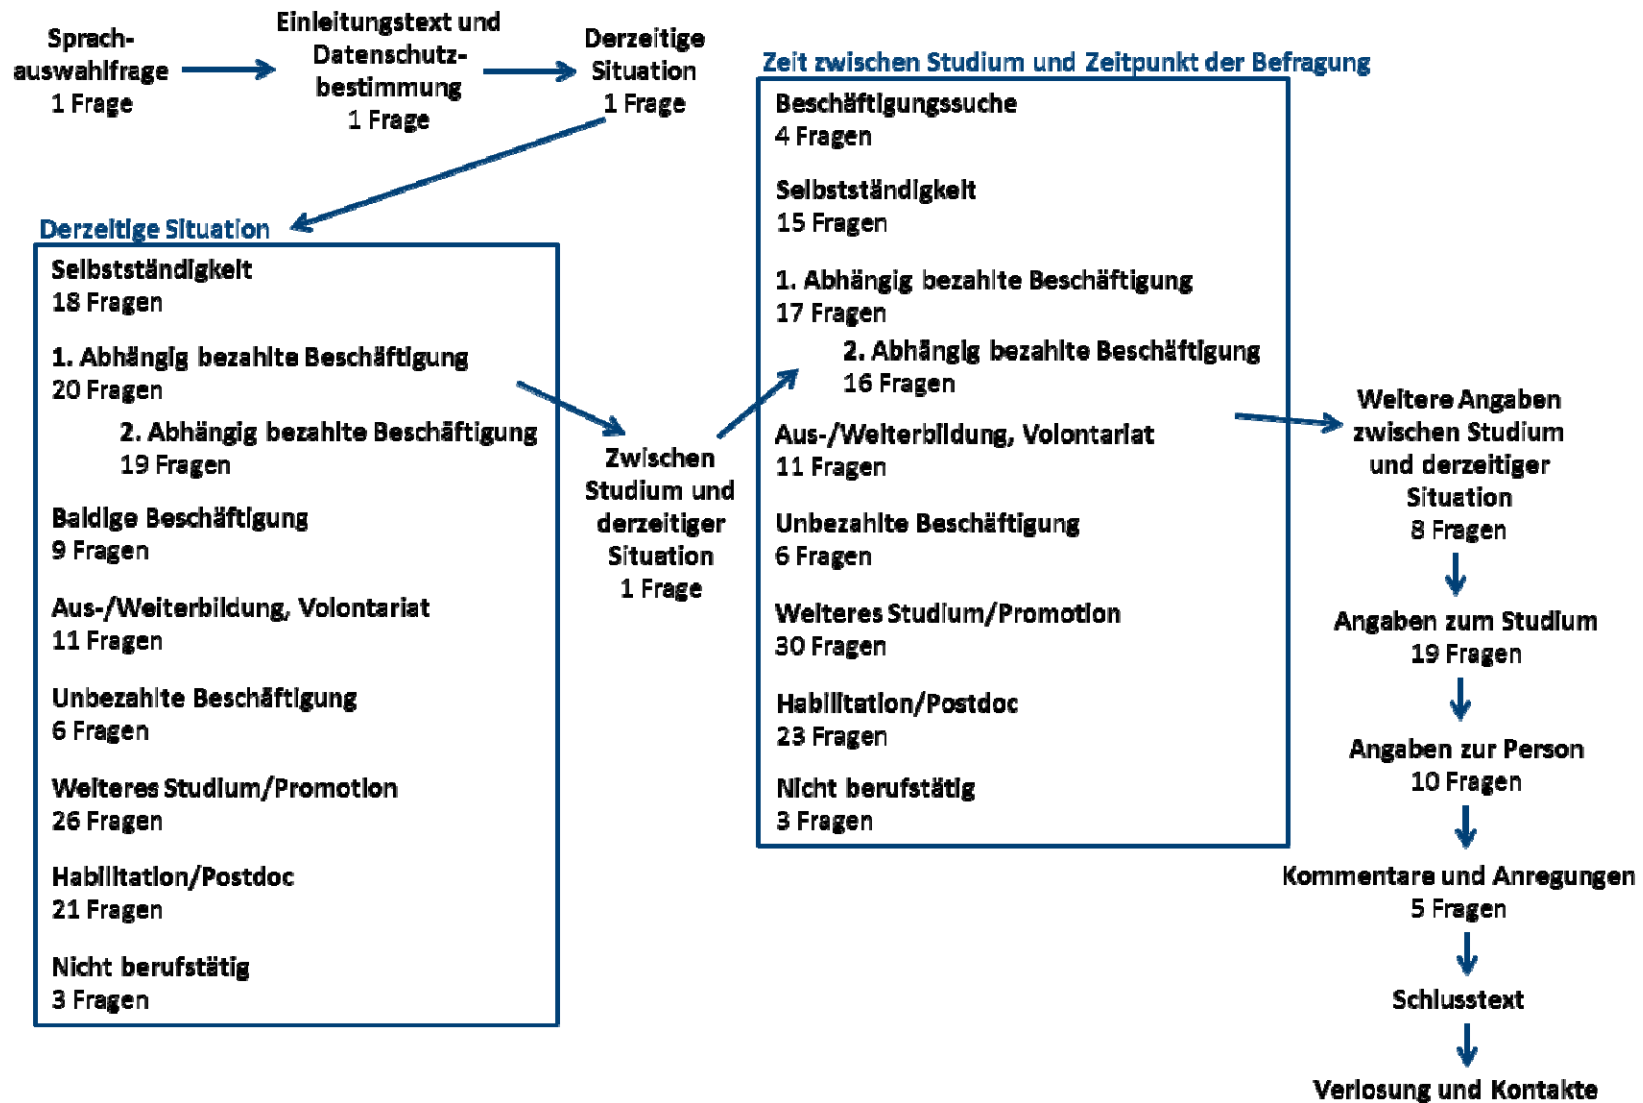 Sprach-
auswahlfrage
1 Frage
Einleitungstext und
Datenschutz-
bestimmung
1 Frage
Derzeitige
Situation
1 Frage
Derzeitige Situation
Selbstständigkeit
18 Fragen
1. Abhängig bezahlte Beschäftigung
20 Fragen
2. Abhängig bezahlte Beschäftigung
19 Fragen
Baldige Beschäftigung
9 Fragen
Aus-/Weiterbildung, Volontariat
11 Fragen
Unbezahlte Beschäftigung
6 Fragen
Weiteres Studium/Promotion
26 Fragen
Habilitation/Postdoc
21 Fragen
Nicht berufstätig
3 Fragen
Zwischen
Studium und
derzeitiger
Situation
1 Frage
Zeit zwischen Studium und Zeitpunkt der Befragung
Beschäftigungssuche
4 Fragen
Selbstständigkeit
15 Fragen
1. Abhängig bezahlte Beschäftigung
17 Fragen
2. Abhängig bezahlte Beschäftigung
16 Fragen
Aus-/Weiterbildung, Volontariat
11 Fragen
Unbezahlte Beschäftigung
6 Fragen
Weiteres Studium/Promotion
30 Fragen
Habilitation/Postdoc
23 Fragen
Nicht berufstätig
3 Fragen
Weitere Angaben
zwischen Studium
und derzeitiger
Situation
8 Fragen
Angaben zum Studium
19 Fragen
Angaben zur Person
10 Fragen
Kommentare und Anregungen
5 Fragen
Schlusstext
Verlosung und Kontakte